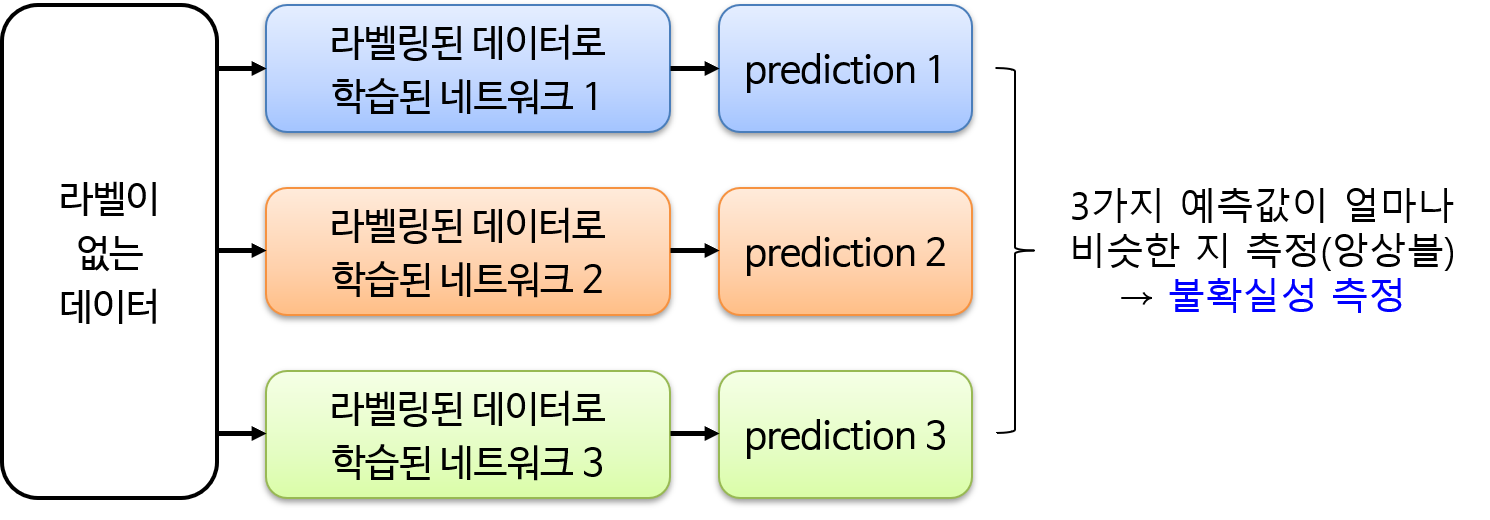 라벨이
없는
데이터
라벨링된 데이터로
학습된 네트워크 1
prediction 1
라벨링된 데이터로
학습된 네트워크 2
prediction 2
라벨링된 데이터로
학습된 네트워크 3
prediction 3
3가지 예측값이 얼마나
비슷한 지 측정(앙상블)
→ 불확실성 측정